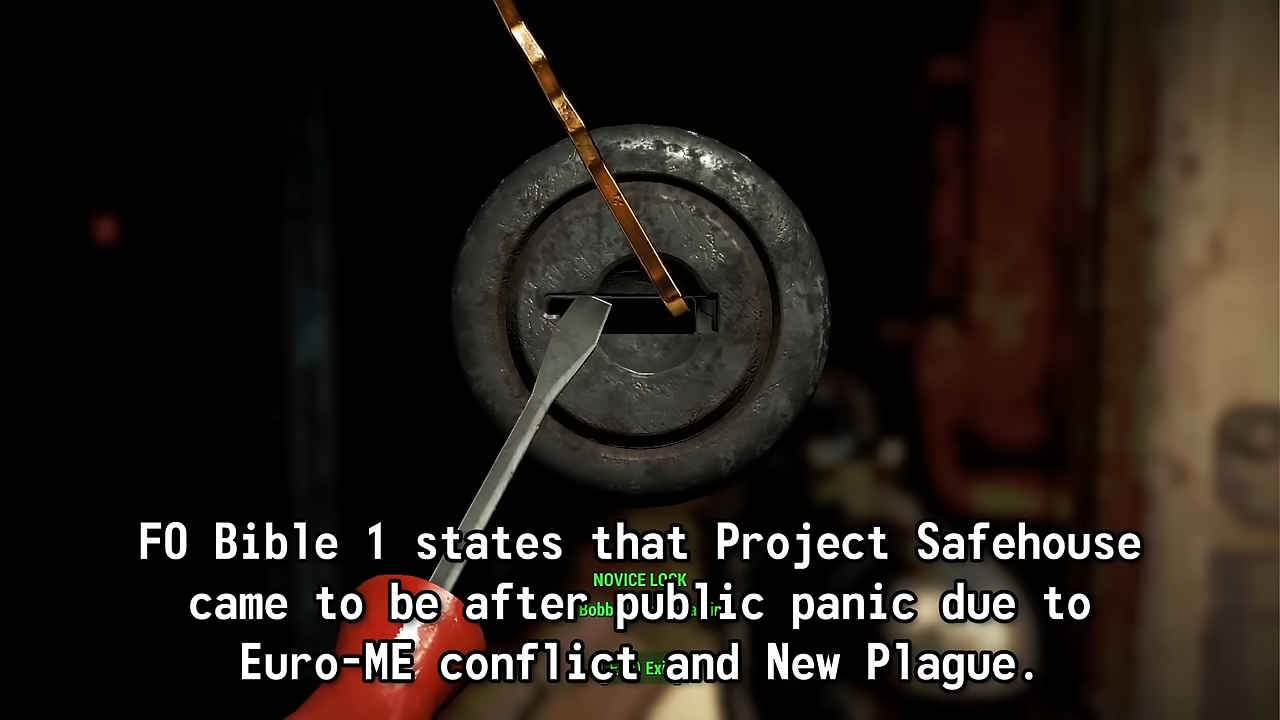 FO Bible 1 states that Project Safehouse
NOVICE LOCK
came to be after public panic due to
Euro-ME conflict and New Plague.